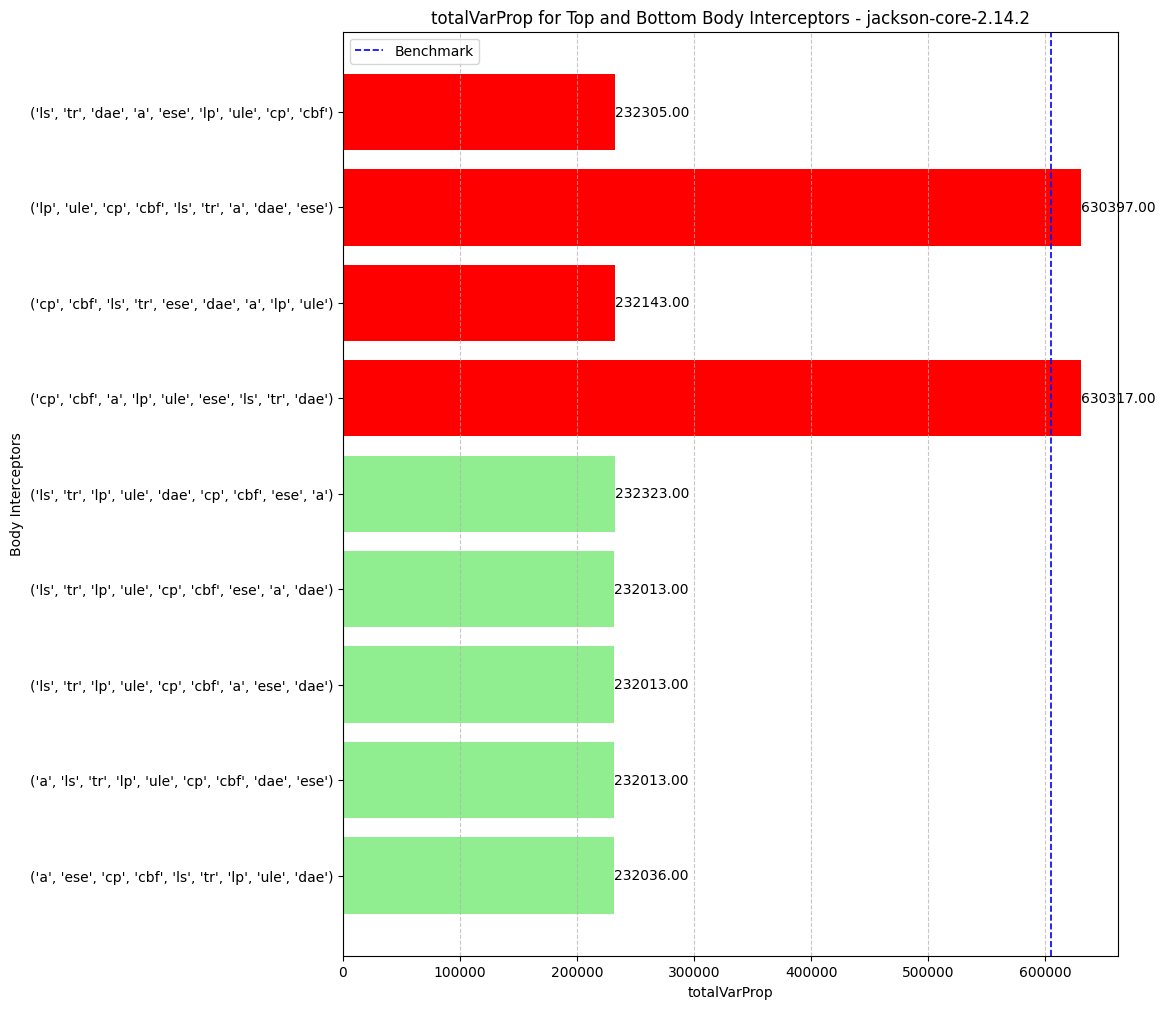 totalVarProp for Top and Bottom Body Interceptors - jackson-core-2.14.2
Benchmark
('ls', 'tr', 'dae', 'a', 'ese', 'lp', 'ule', 'cp', 'cbf')
232305.00
('lp', 'ule', 'cp', 'cbf', 'ls', 'tr', 'a', 'dae', 'ese')
630397.00
('cp', 'cbf', 'ls', 'tr', 'ese', 'dae', 'a', 'lp', 'ule')
232143.00
('cp', 'cbf', 'a', 'lp', 'ule', 'ese', 'ls', 'tr', 'dae')
630317.00
('ls', 'tr', 'lp', 'ule', 'dae', 'cp', 'cbf', 'ese', 'a')
232323.00
('ls', 'tr', 'lp', 'ule', 'cp', 'cbf', 'ese', 'a', 'dae')
232013.00
('ls', 'tr', 'lp', 'ule', 'cp', 'cbf', 'a', 'ese', 'dae')
232013.00
('a', 'ls', 'tr', 'lp', 'ule', 'cp', 'cbf', 'dae', 'ese')
232013.00
('a', 'ese', 'cp', 'cbf', 'ls', 'tr', 'lp', 'ule', 'dae')
232036.00
Body Interceptors
0 100000 200000 300000 400000 500000 600000
totalVarProp